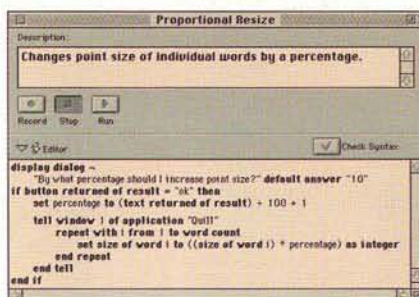 Proportional Resize
Description:
Changes point size of individual words by a percentage.
Record Stop Run
Editor Check Syntax
display dialog ¬
"By what percentage should I increase point size?" default answer "10"
if button returned of result = "ok" then
set percentage to (text returned of result) ÷ 100 + 1
tell window 1 of application "Quill"
repeat with i from 1 to word count
set size of word i to ((size of word i) * percentage) as integer
end repeat
end tell
end if